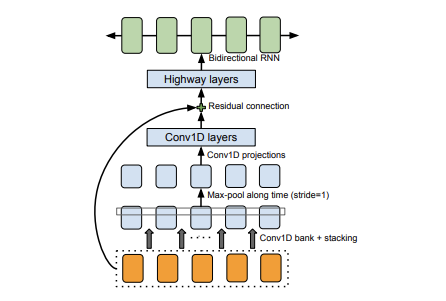 Bidirectional RNN
Highway layers
Residual connection
Conv1D layers
Conv1D projections
Max-pool along time (stride=1)
Conv1D bank + stacking